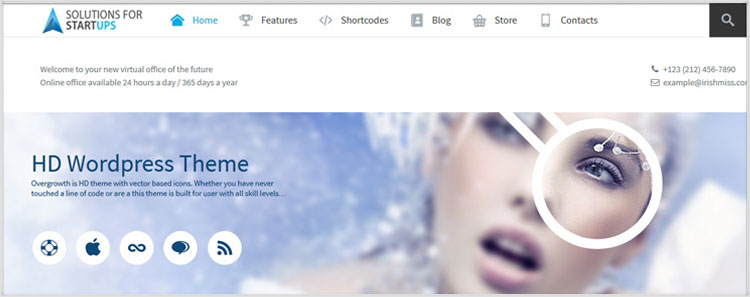 SOLUTIONS FOR
STARTUPS
Home Features Shortcodes Blog Store Contacts
Welcome to your new virtual office of the future
Online office available 24 hours a day / 365 days a year
+123 (212) 456-7890
example@irishmiss.co
HD Wordpress Theme
Overgrowth is HD theme with vector based icons. Whether you have never
touched a line of code or are a this theme is built for user with all skill levels…